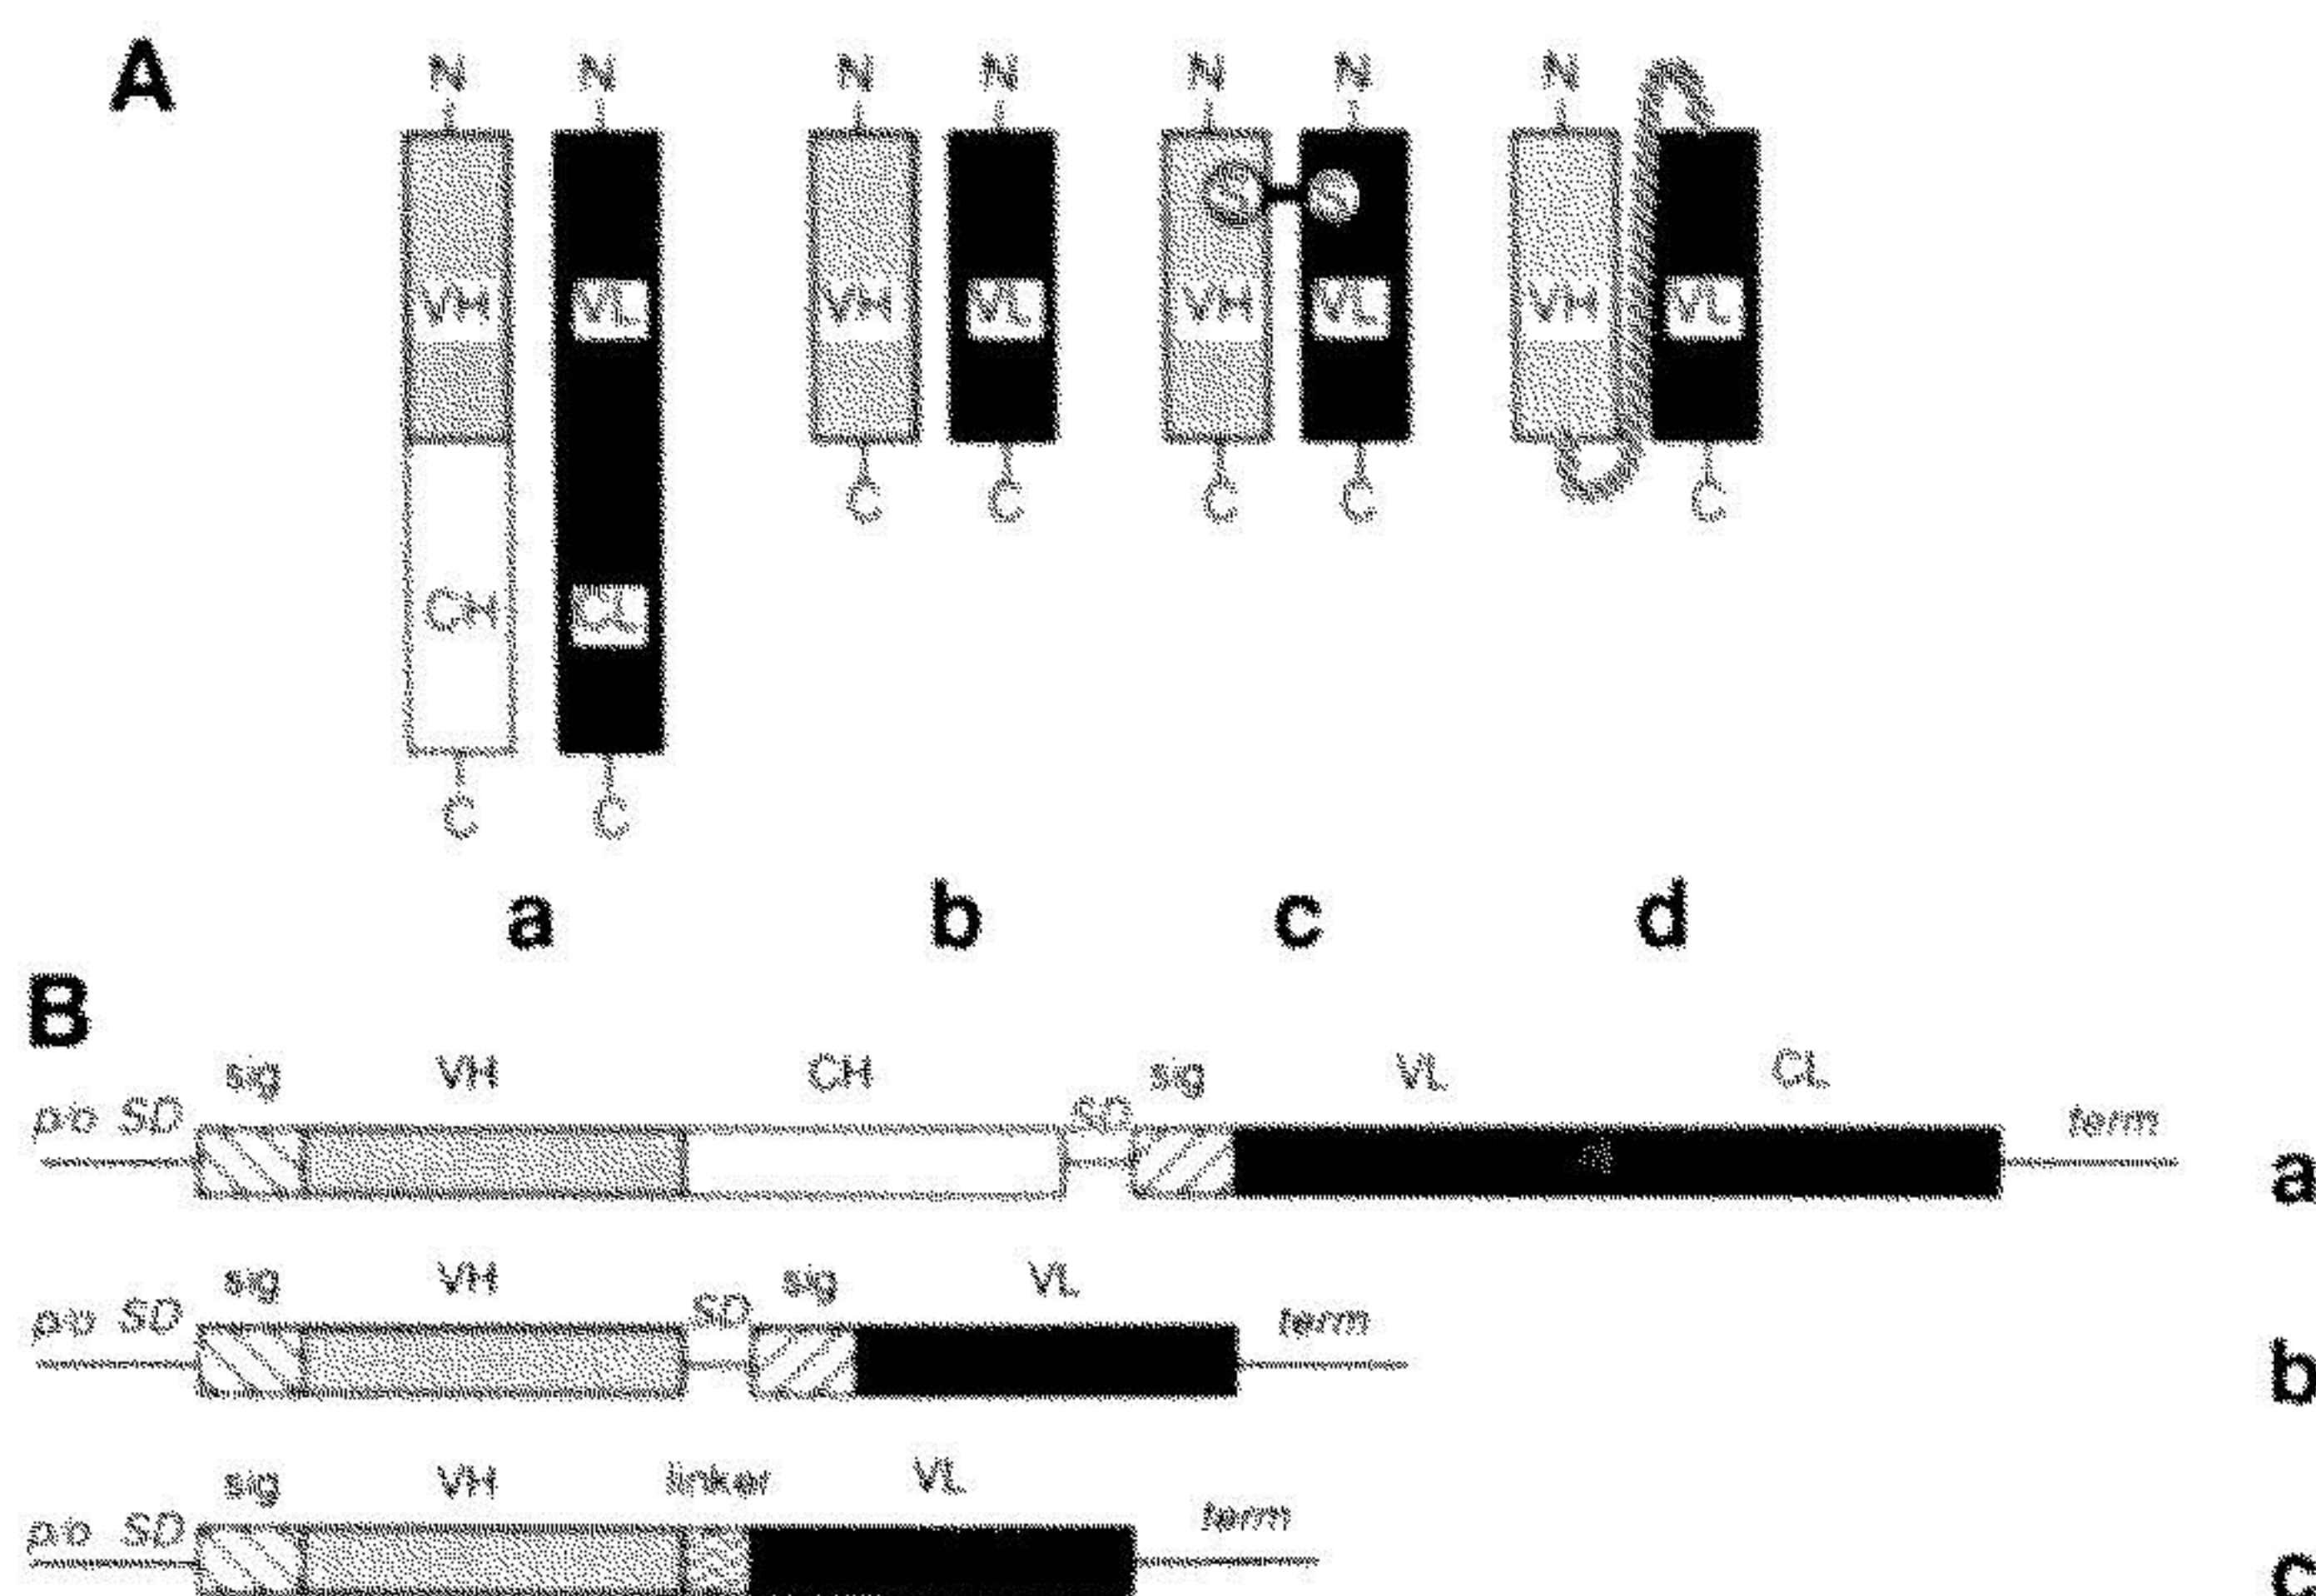 A
N N N N N N N
VH VL VH VL S S VH VL VH VL
C C C C C
CH CL
C C
a b c d
B
sig VH CH sig VL CL
p/o SD SD term
a
sig VH sig VL
p/o SD SD term
b
sig VH linker VL
p/o SD term
c